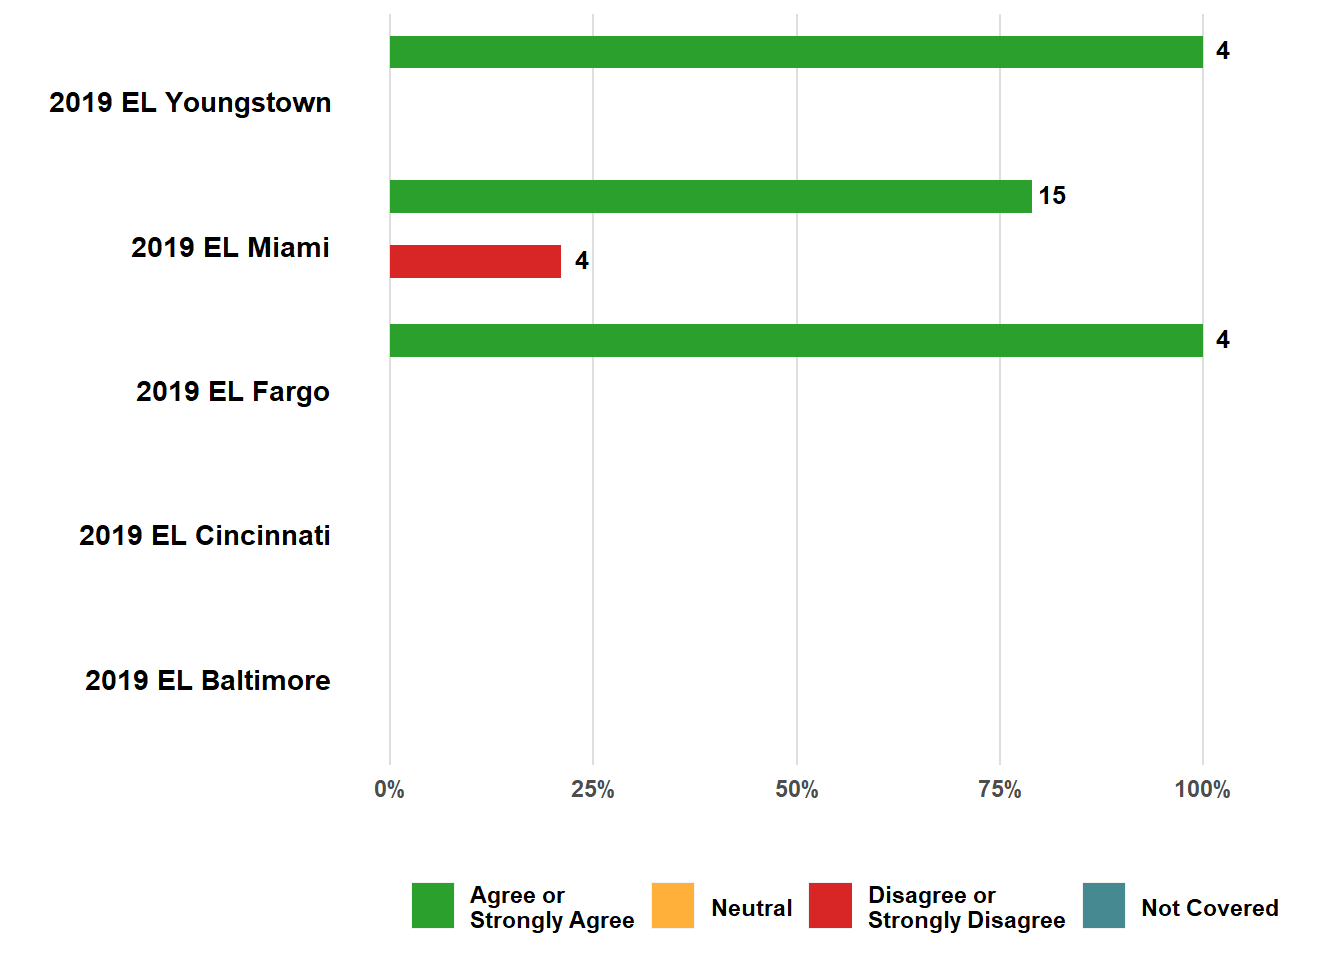 4
2019 EL Youngstown
15
2019 EL Miami
4
4
2019 EL Fargo
2019 EL Cincinnati
2019 EL Baltimore
0% 25% 50% 75% 100%
Agree or
Strongly Agree
Neutral
Disagree or
Strongly Disagree
Not Covered